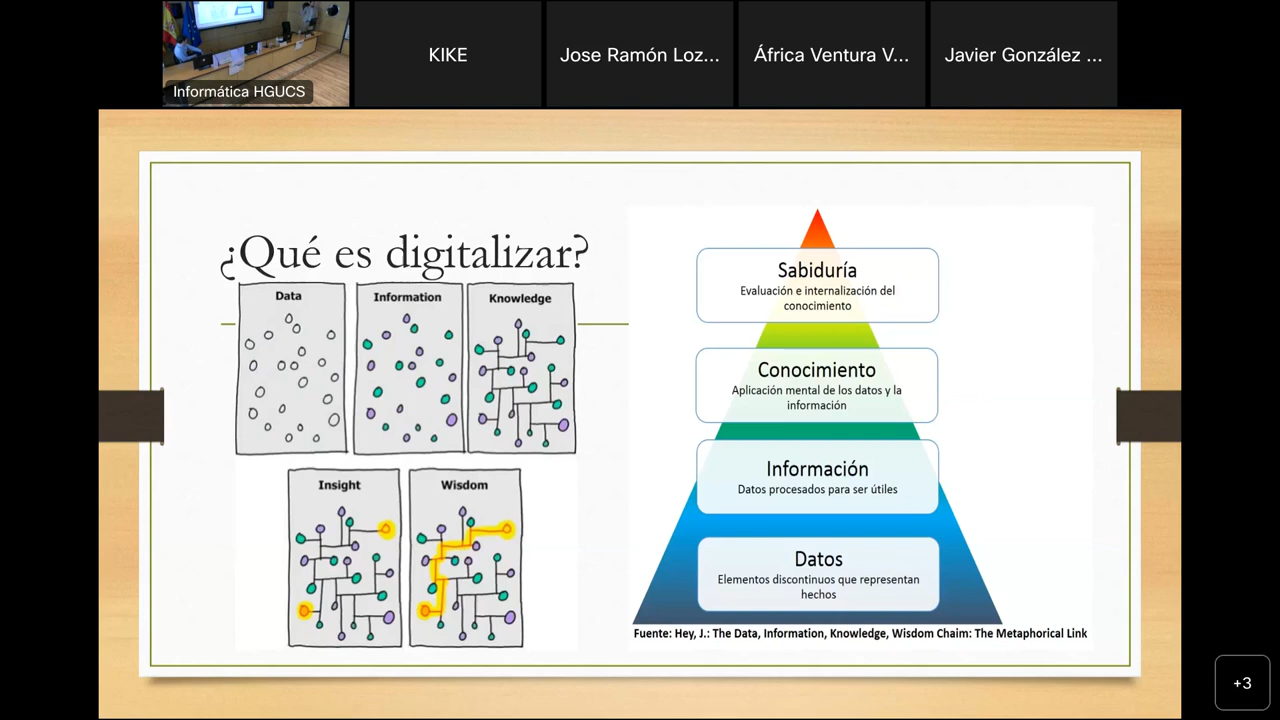 Informática HGUCS
KIKE
Jose Ramón Loz...
África Ventura V...
Javier González ...
¿Qué es digitalizar?
Data
Information
Knowledge
Insight
Wisdom
Sabiduría
Evaluación e internalización del
conocimiento
Conocimiento
Aplicación mental de los datos y la
información
Información
Datos procesados para ser útiles
Datos
Elementos discontinuos que representan
hechos
Fuente: Hey, J.: The Data, Information, Knowledge, Wisdom Chaim: The Metaphorical Link
+3